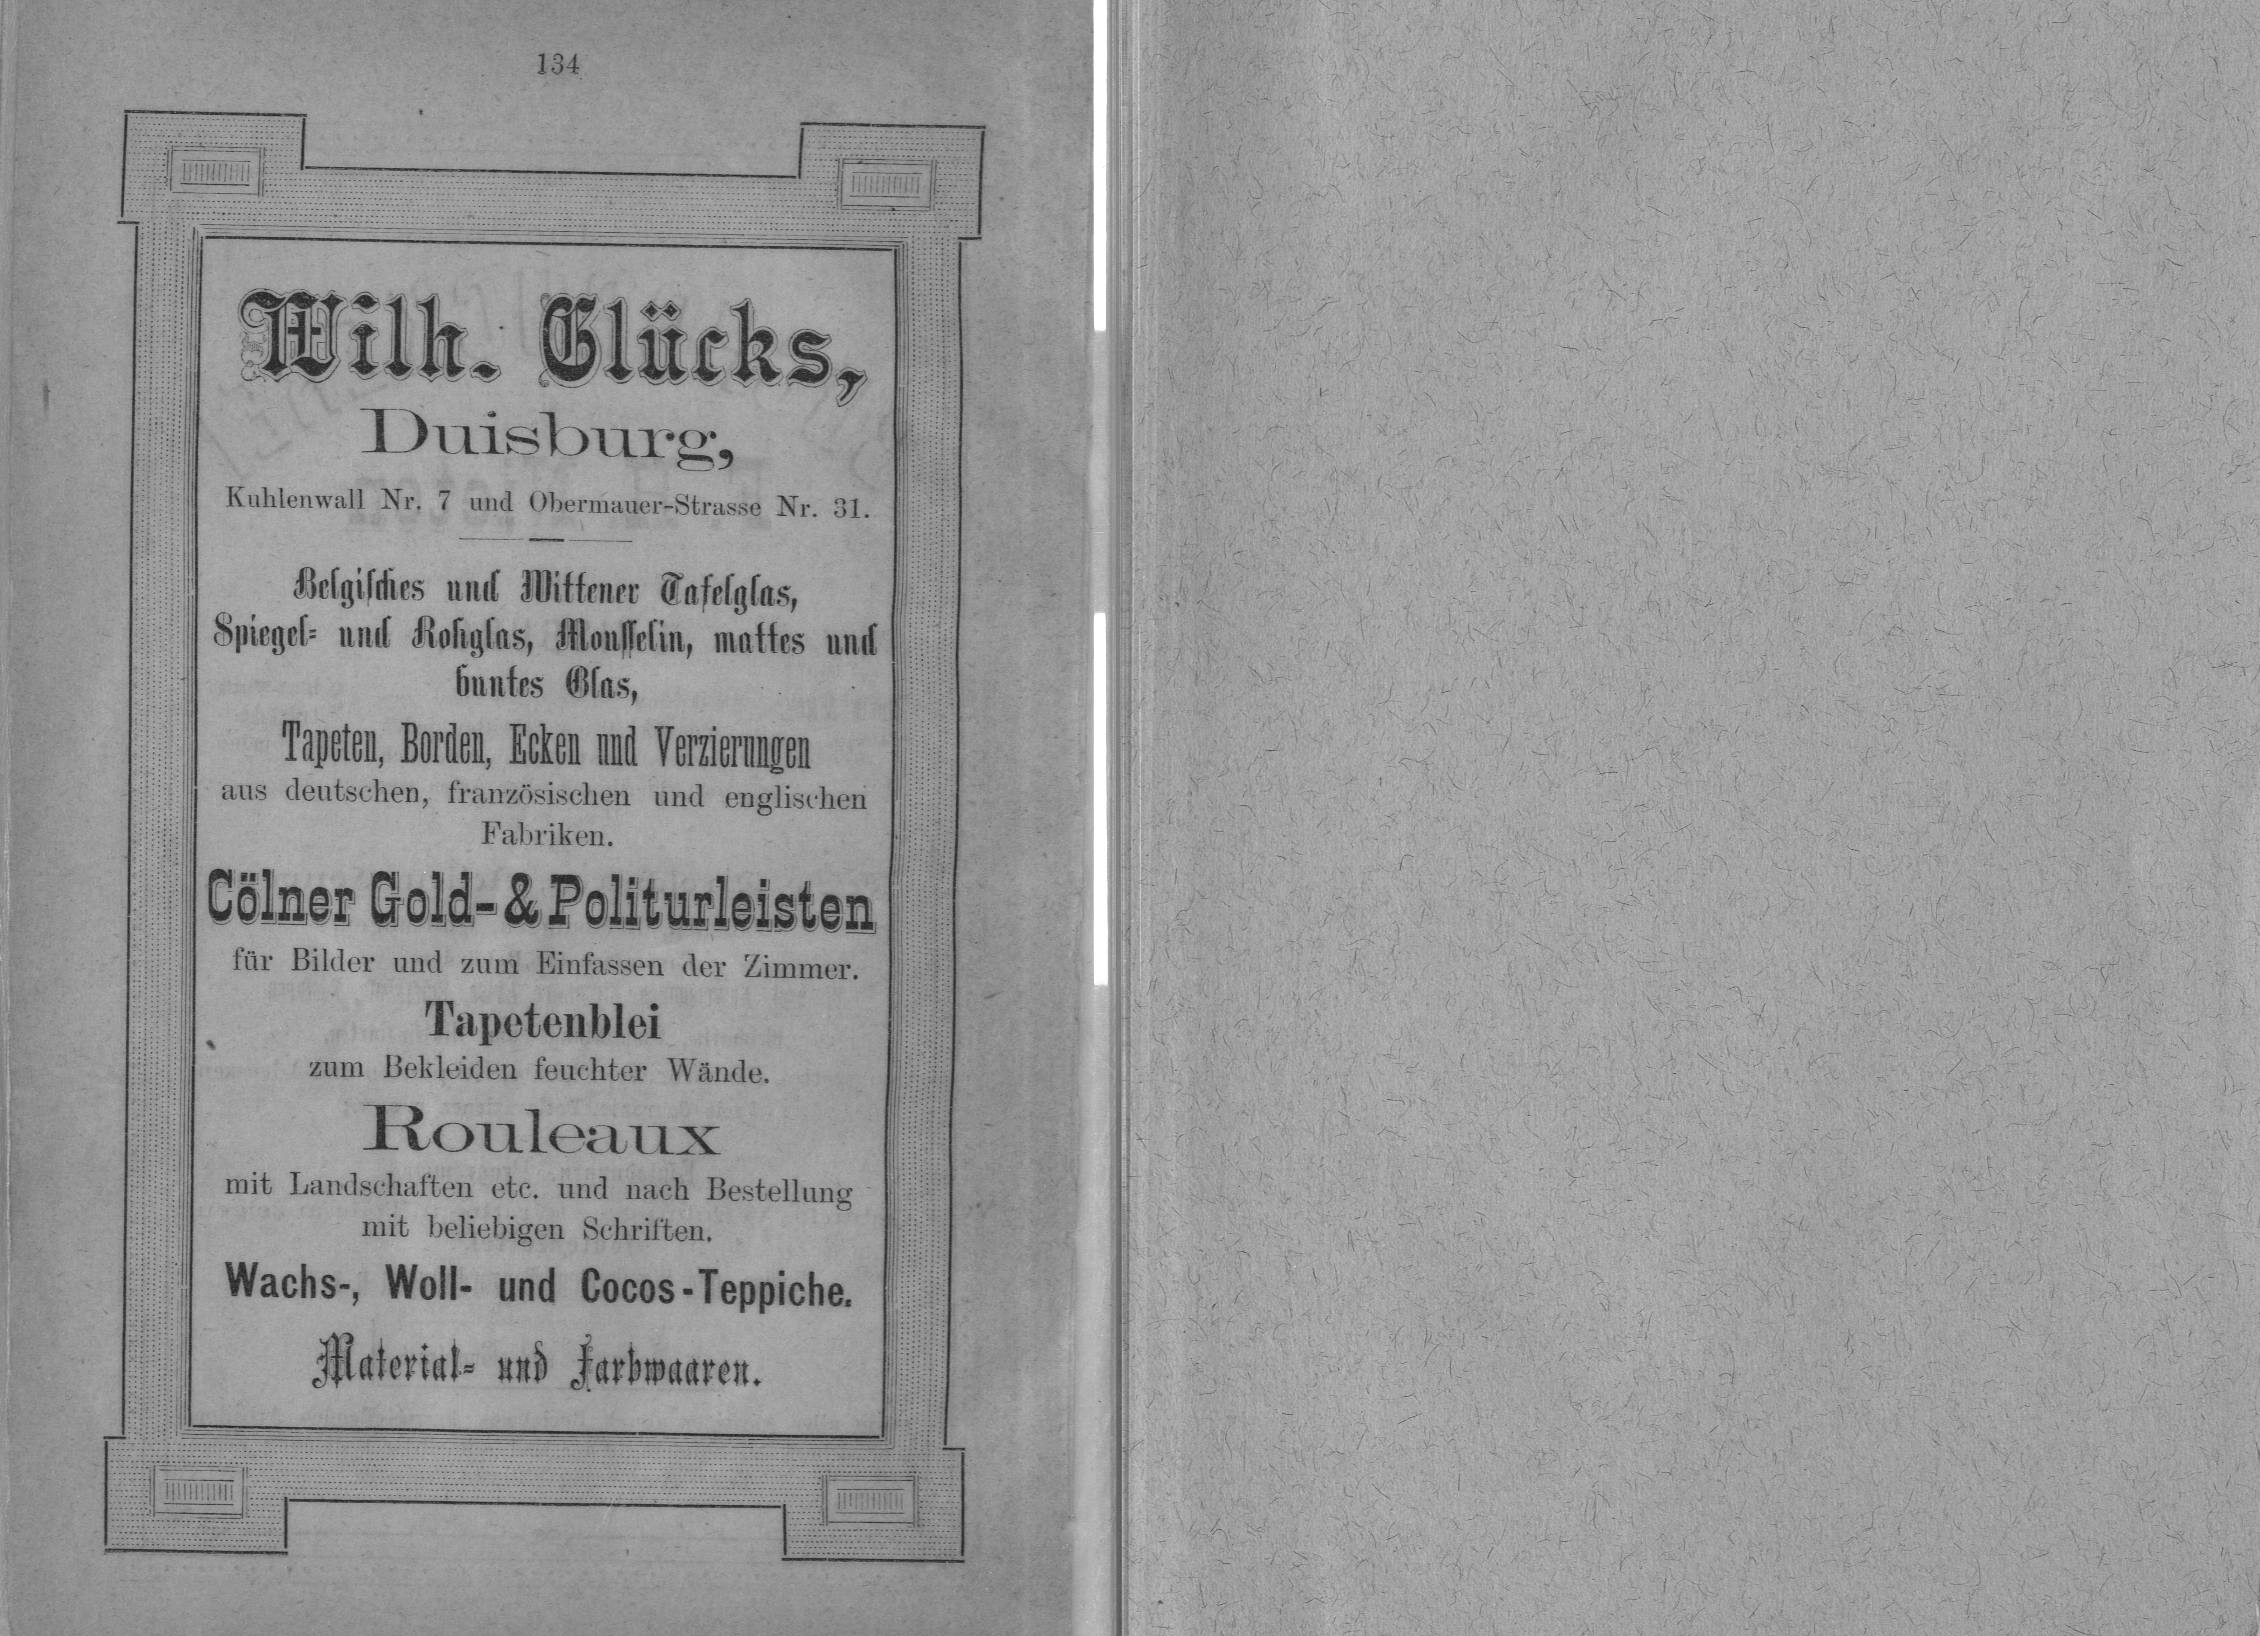 134
Wilh. Glücks,
Duisburg,
Kuhlenwall Nr. 7 und Obermauer-Strasse Nr. 31.
Belgisches und Wittener Tafelglas,
Spiegel- und Rohglas, Mousselin, mattes und
buntes Glas,
Tapeten, Borden, Ecken und Verzierungen
aus deutschen, französischen und englischen
Fabriken.
Cölner Gold- & Politurleisten
für Bilder und zum Einfassen der Zimmer.
Tapetenblei
zum Bekleiden feuchter Wände.
Rouleaux
mit Landschaften etc. und nach Bestellung
mit beliebigen Schriften.
Wachs-, Woll- und Cocos-Teppiche.
Material- und Farbwaaren.